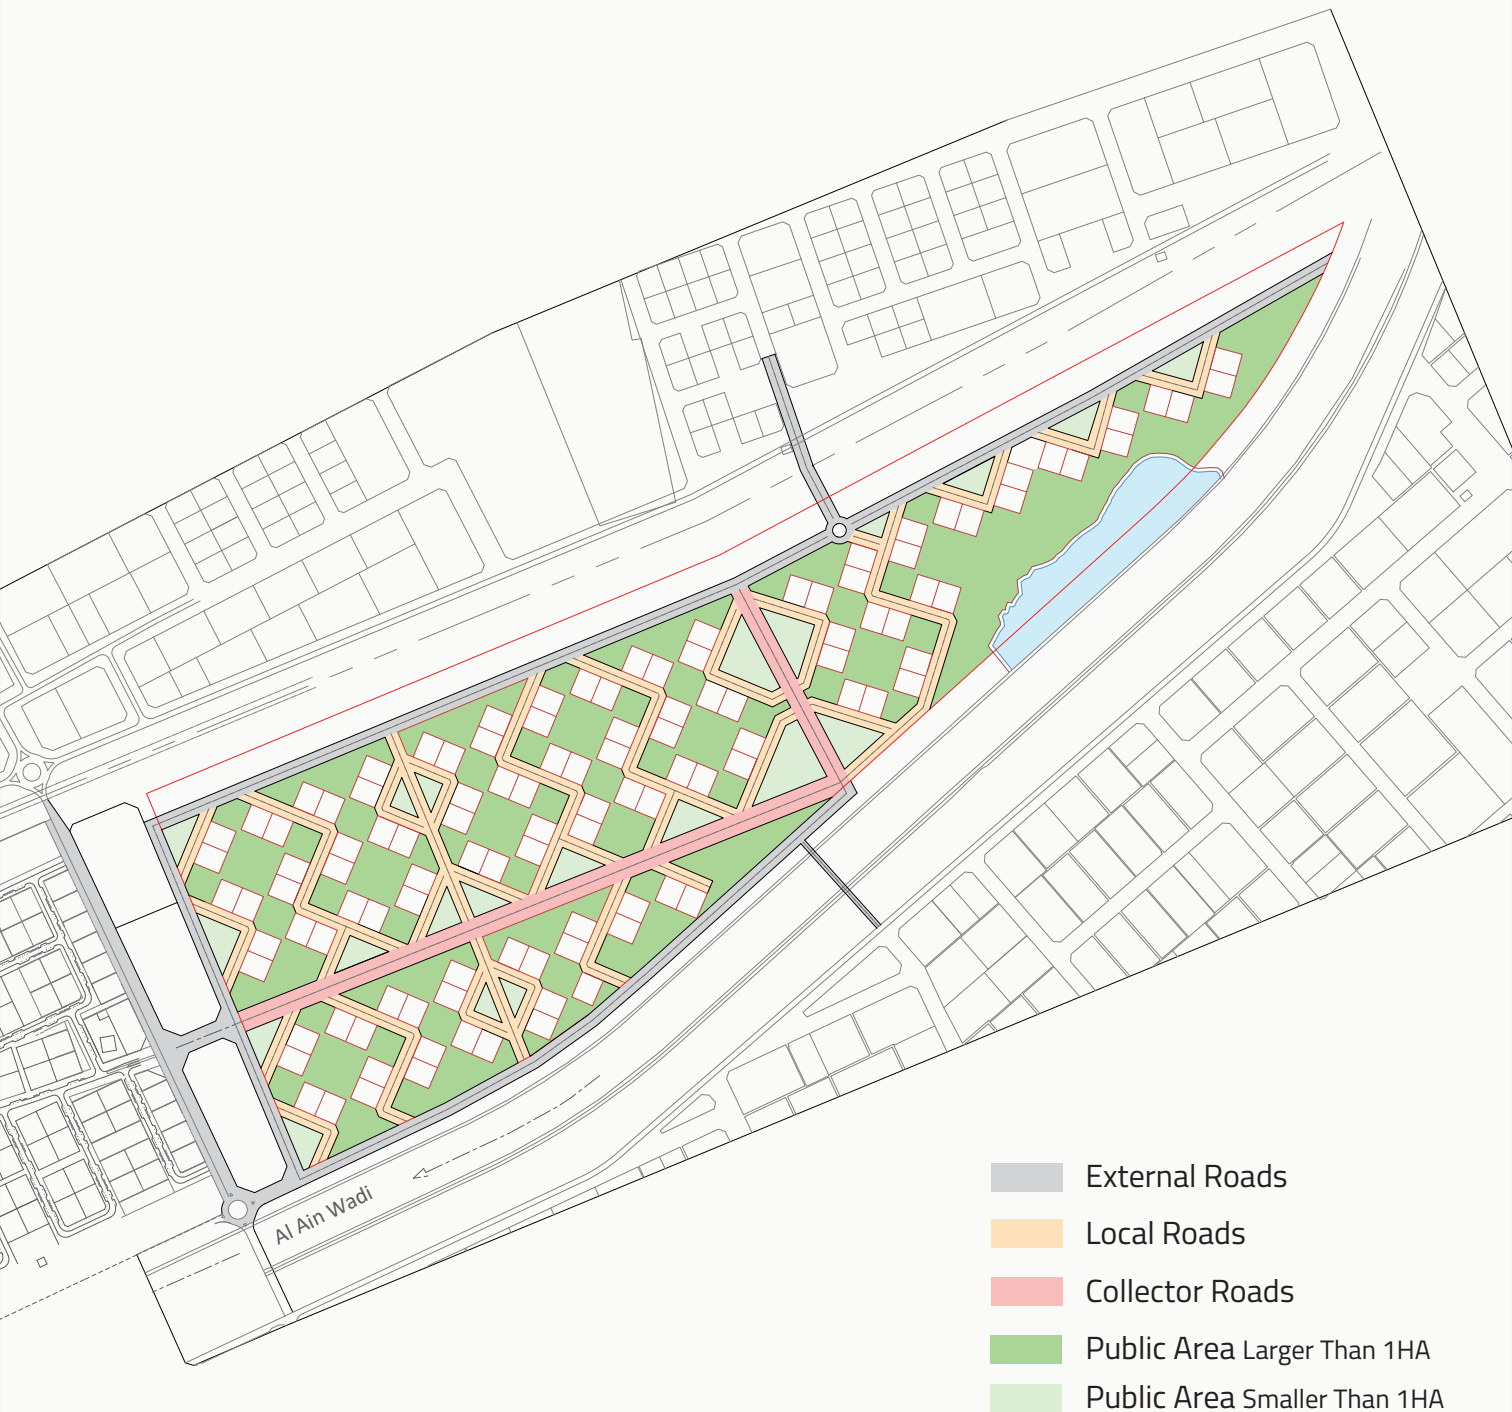 Al Ain Wadi
External Roads
Local Roads
Collector Roads
Public Area Larger Than 1HA
Public Area Smaller Than 1HA